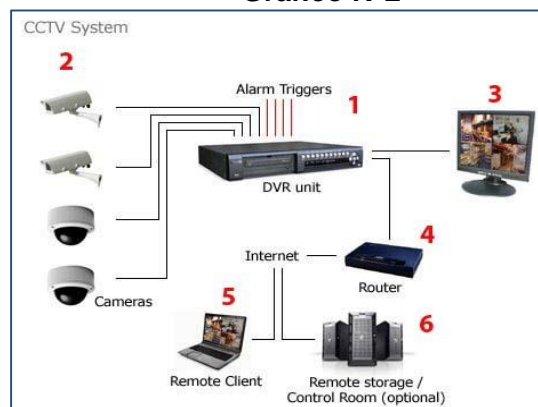 CCTV System
2
Alarm Triggers
1
3
DVR unit
4
Internet
Router
Cameras
5
6
Remote Client
Remote storage /
Control Room (optional)